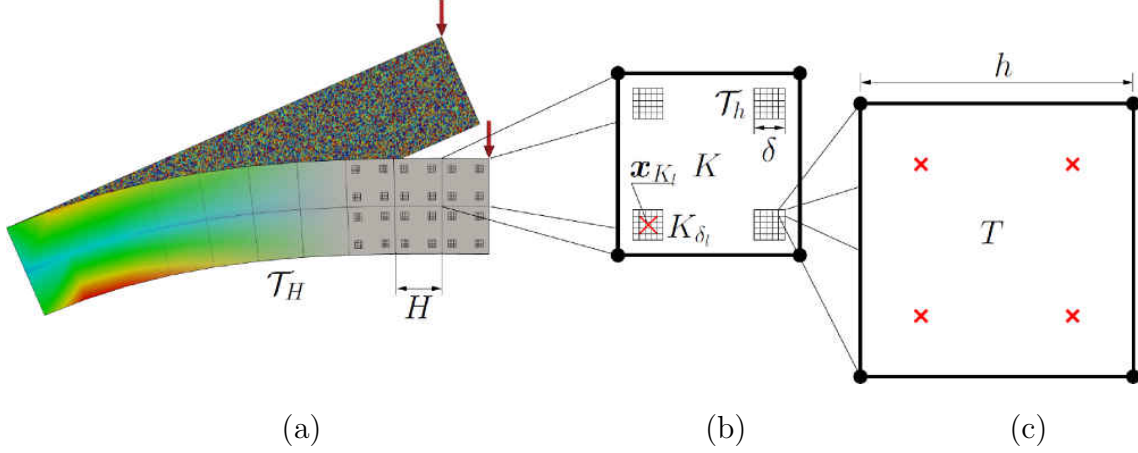 𝒯_H
H
𝒯_h
δ
𝒙_{K_l} K
K_{δ_l}
h
T
(a) (b) (c)